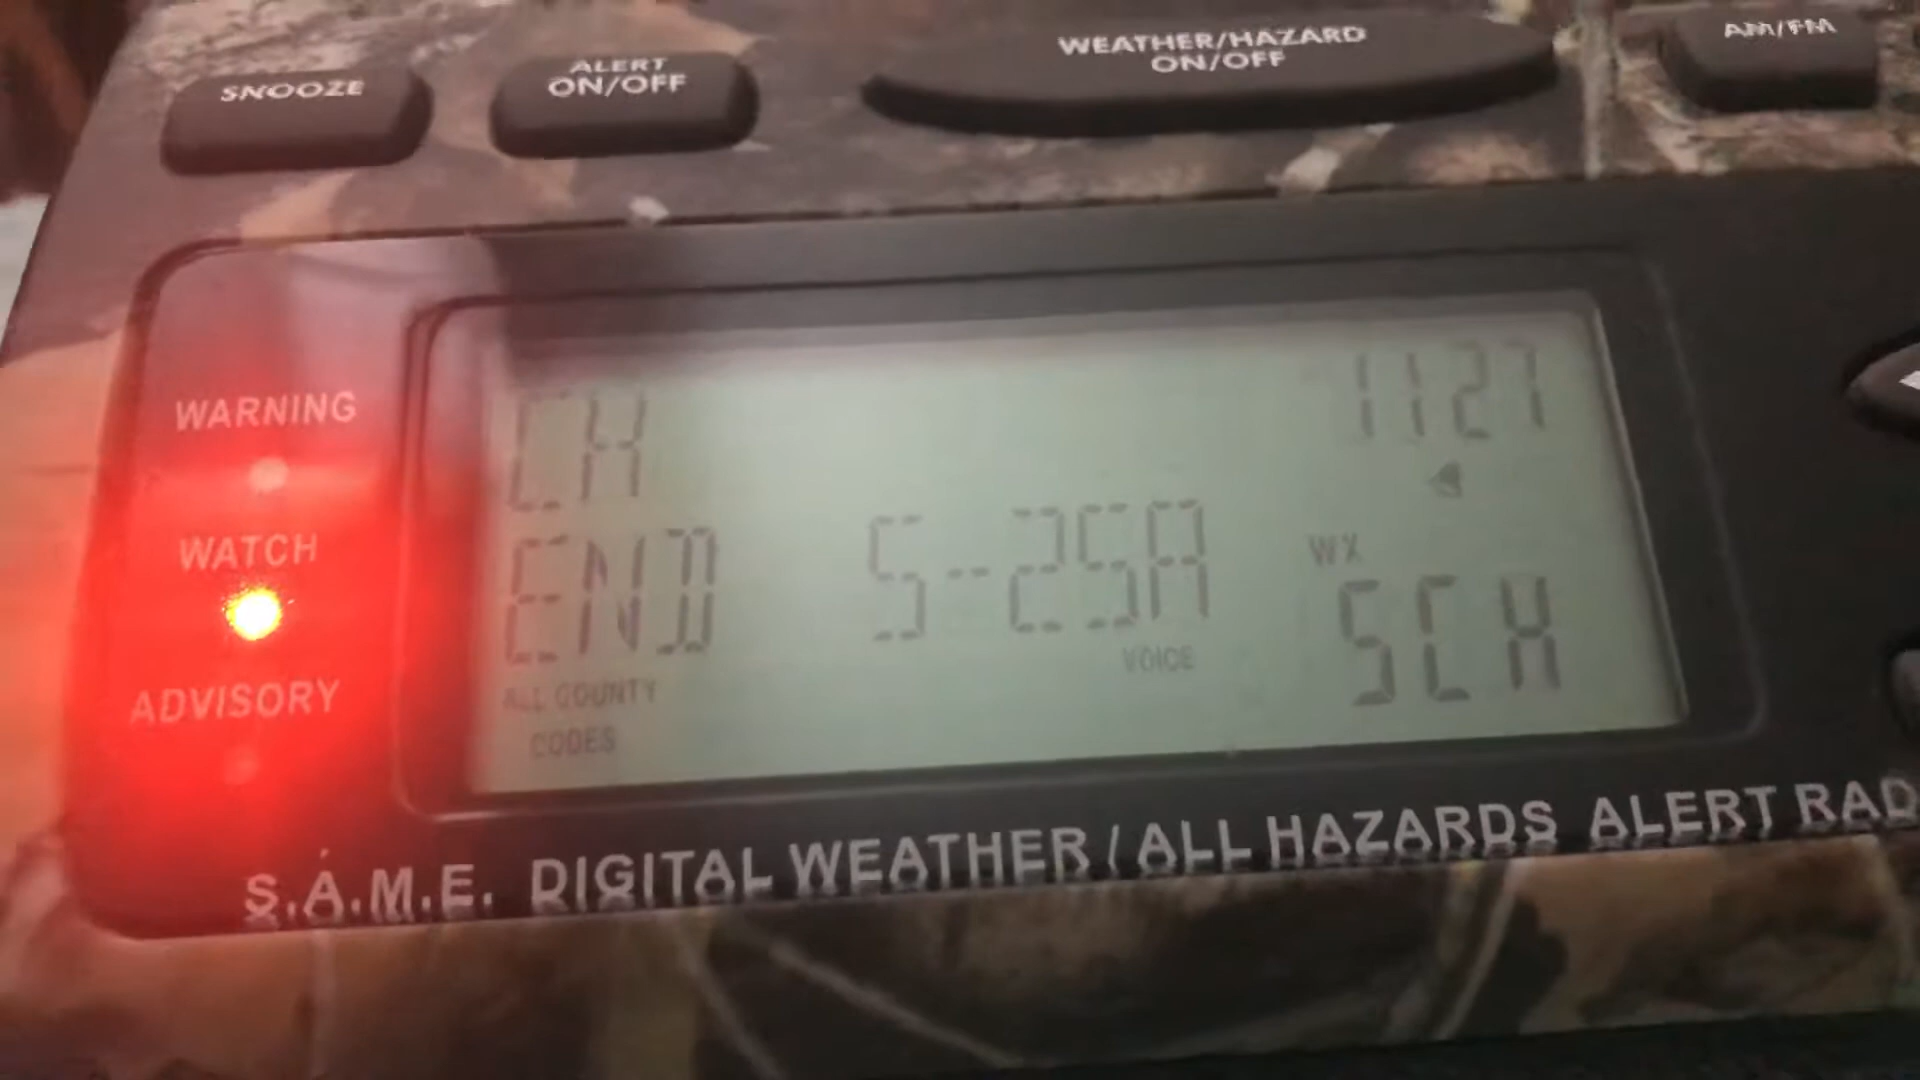 SNOOZE
ALERT
ON/OFF
WEATHER/HAZARD
ON/OFF
AM/FM
WARNING
WATCH
ADVISORY
CH
1127
END 5-25A
WX
SCH
VOICE
ALL COUNTY
CODES
S.A.M.E. DIGITAL WEATHER / ALL HAZARDS ALERT RAD